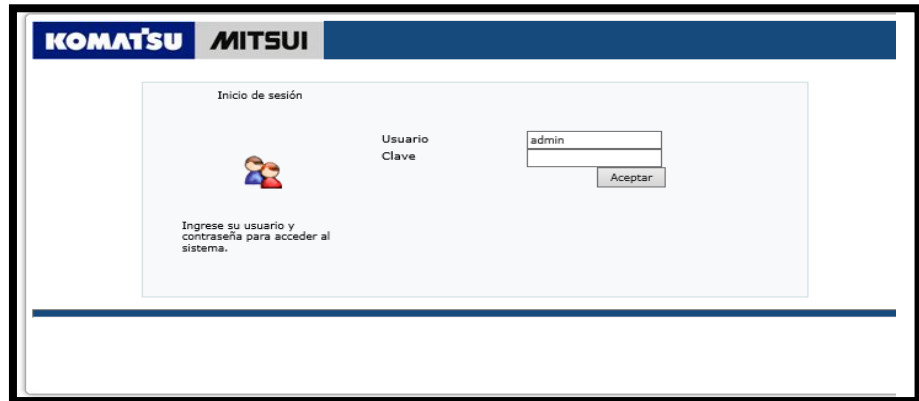 KOMATSU MITSUI
Inicio de sesión
Usuario admin
Clave
Aceptar
Ingrese su usuario y
contraseña para acceder al
sistema.